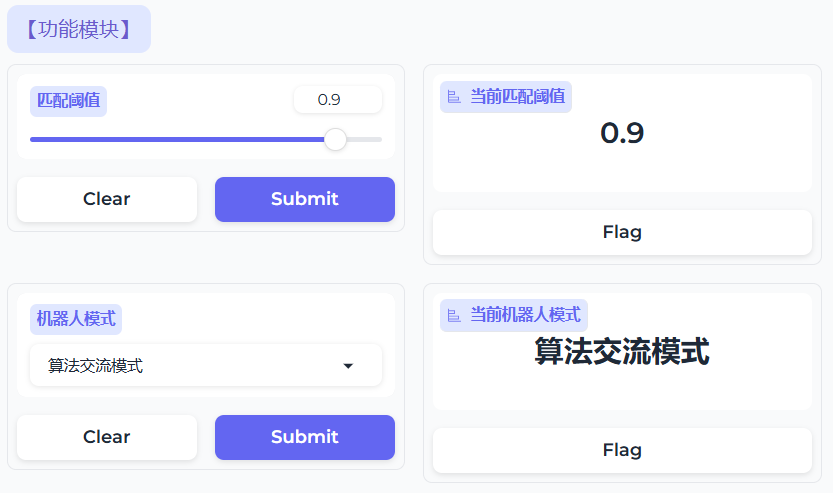 【功能模块】
匹配阈值
0.9
Clear
Submit
当前匹配阈值
0.9
Flag
机器人模式
算法交流模式
Clear
Submit
当前机器人模式
算法交流模式
Flag